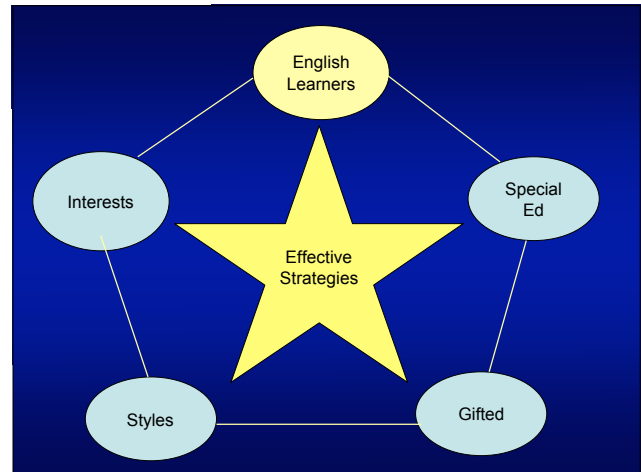 English
Learners
Interests
Special
Ed
Effective
Strategies
Styles
Gifted